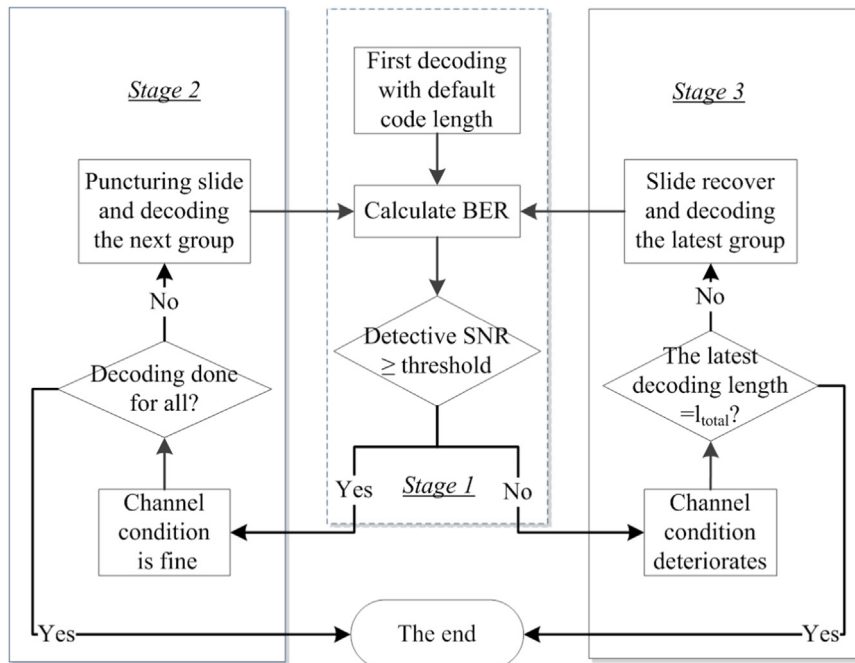 Stage 2
Puncturing slide
and decoding
the next group
No
Decoding done
for all?
Channel
condition
is fine
Yes
First decoding
with default
code length
Calculate BER
Detective SNR
≥ threshold
Yes
Stage 1
No
The end
Stage 3
Slide recover
and decoding
the latest group
No
The latest
decoding length
=l_total?
Channel
condition
deteriorates
Yes